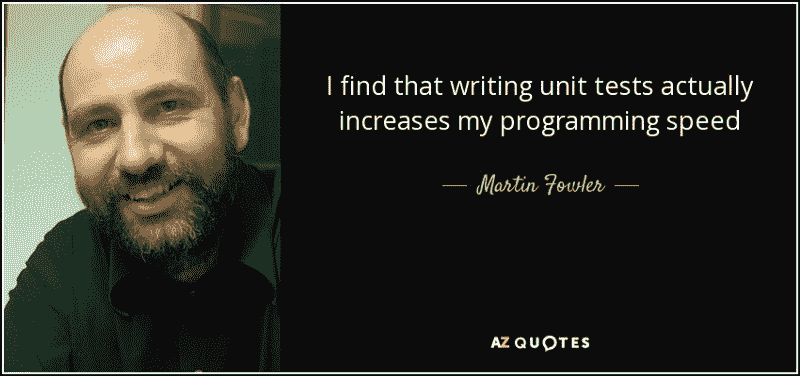 I find that writing unit tests actually
increases my programming speed
Martin Fowler
AZ QUOTES